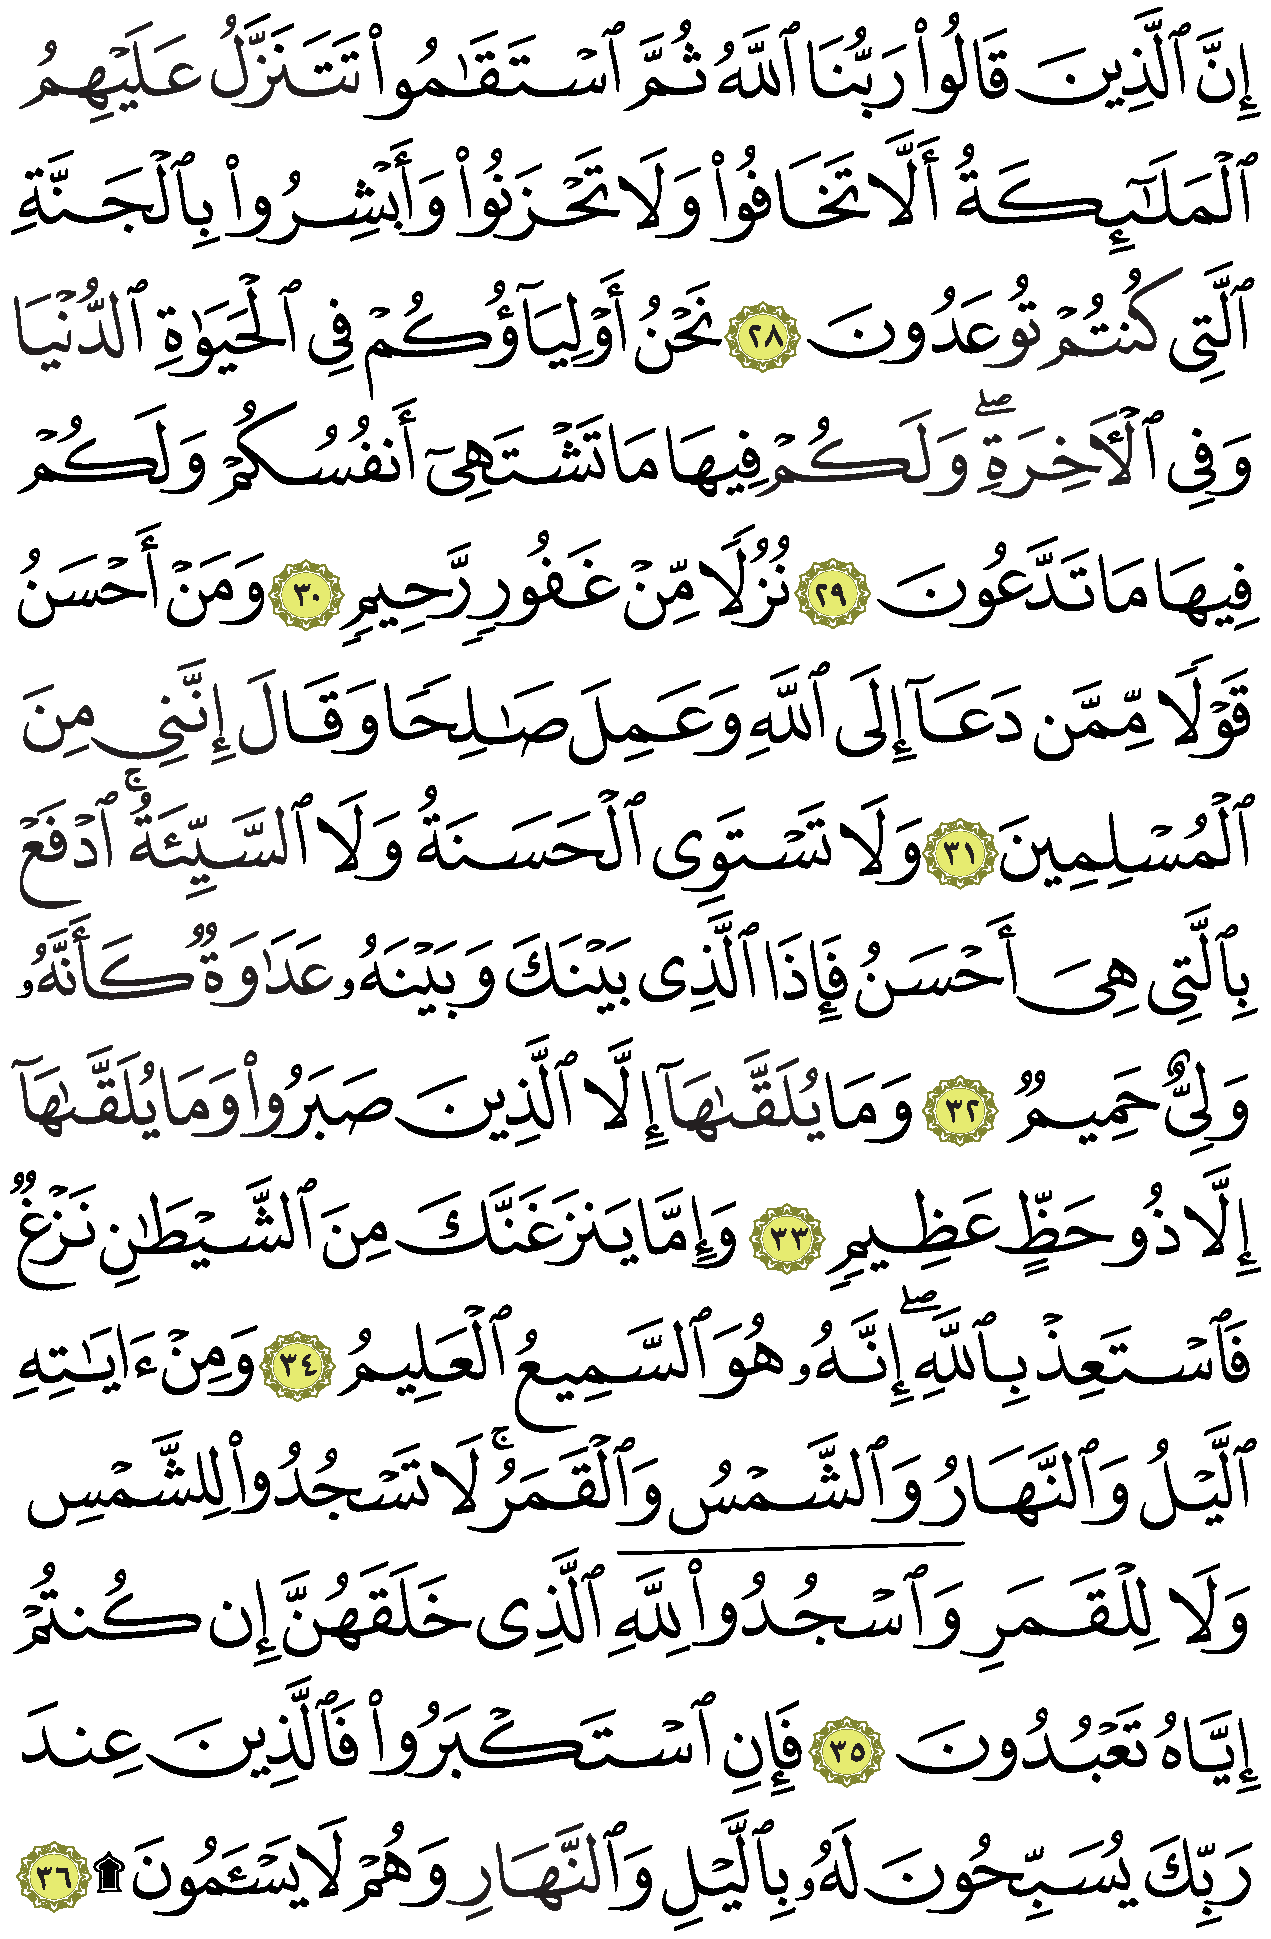 إِنَّ ٱلَّذِينَ قَالُوا۟ رَبُّنَا ٱللَّهُ ثُمَّ ٱسْتَقَـٰمُوا۟ تَتَنَزَّلُ عَلَيْهِمُ
ٱلْمَلَـٰٓئِكَةُ أَلَّا تَخَافُوا۟ وَلَا تَحْزَنُوا۟ وَأَبْشِرُوا۟ بِٱلْجَنَّةِ
ٱلَّتِى كُنتُمْ تُوعَدُونَ ٢٨ نَحْنُ أَوْلِيَآؤُكُمْ فِى ٱلْحَيَوٰةِ ٱلدُّنْيَا
وَفِى ٱلْـَٔاخِرَةِ ۖ وَلَكُمْ فِيهَا مَا تَشْتَهِىٓ أَنفُسُكُمْ وَلَكُمْ
فِيهَا مَا تَدَّعُونَ ٢٩ نُزُلًا مِّنْ غَفُورٍ رَّحِيمٍ ٣٠ وَمَنْ أَحْسَنُ
قَوْلًا مِّمَّن دَعَآ إِلَى ٱللَّهِ وَعَمِلَ صَـٰلِحًا وَقَالَ إِنَّنِى مِنَ
ٱلْمُسْلِمِينَ ٣١ وَلَا تَسْتَوِى ٱلْحَسَنَةُ وَلَا ٱلسَّيِّئَةُ ۚ ٱدْفَعْ
بِٱلَّتِى هِىَ أَحْسَنُ فَإِذَا ٱلَّذِى بَيْنَكَ وَبَيْنَهُۥ عَدَٰوَةٌ كَأَنَّهُۥ
وَلِىٌّ حَمِيمٌ ٣٢ وَمَا يُلَقَّىٰهَآ إِلَّا ٱلَّذِينَ صَبَرُوا۟ وَمَا يُلَقَّىٰهَآ
إِلَّا ذُو حَظٍّ عَظِيمٍ ٣٣ وَإِمَّا يَنزَغَنَّكَ مِنَ ٱلشَّيْطَـٰنِ نَزْغٌ
فَٱسْتَعِذْ بِٱللَّهِ ۖ إِنَّهُۥ هُوَ ٱلسَّمِيعُ ٱلْعَلِيمُ ٣٤ وَمِنْ ءَايَـٰتِهِ
ٱلَّيْلُ وَٱلنَّهَارُ وَٱلشَّمْسُ وَٱلْقَمَرُ ۚ لَا تَسْجُدُوا۟ لِلشَّمْسِ
وَلَا لِلْقَمَرِ وَٱسْجُدُوا۟ لِلَّهِ ٱلَّذِى خَلَقَهُنَّ إِن كُنتُمْ
إِيَّاهُ تَعْبُدُونَ ٣٥ فَإِنِ ٱسْتَكْبَرُوا۟ فَٱلَّذِينَ عِندَ
رَبِّكَ يُسَبِّحُونَ لَهُۥ بِٱلَّيْلِ وَٱلنَّهَارِ وَهُمْ لَا يَسْـَٔمُونَ ۩ ٣٦